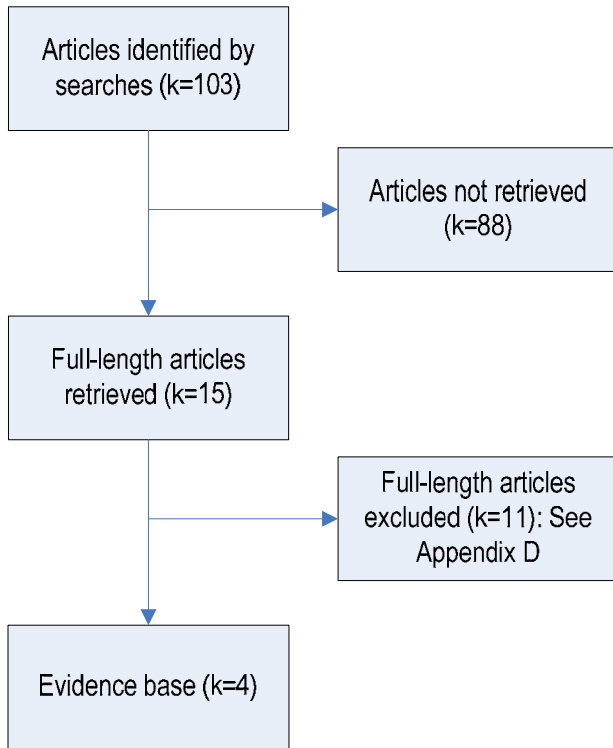 Articles identified by
searches (k=103)
Articles not retrieved
(k=88)
Full-length articles
retrieved (k=15)
Full-length articles
excluded (k=11): See
Appendix D
Evidence base (k=4)